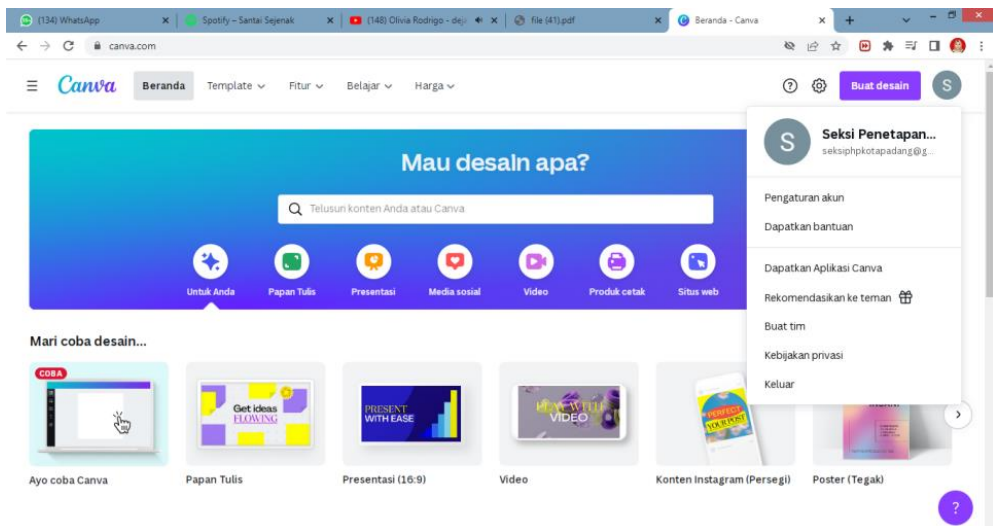 (134) WhatsApp
Spotify – Santai Sejenak
(148) Olivia Rodrigo - deja
file (41).pdf
Beranda - Canva
canva.com
Canva Beranda Template Fitur Belajar Harga Buat desain S
S Seksi Penetapan...
seksiphpkotapadang@g...
Mau desain apa?
Telusun konten Anda atau Canva
Untuk Anda Papan Tulis Presentasi Media sosial Video Produk cetak Situs web
Pengaturan akun
Dapatkan bantuan
Dapatkan Aplikasi Canva
Rekomendasikan ke teman
Buat tim
Kebijakan privasi
Keluar
Mari coba desain...
COBA
Get ideas
FLOWING
PRESENT
WITH EASE
PLAY WITH
VIDEO
PERFECT
YOUR POST
Ayo coba Canva
Papan Tulis
Presentasi (16:9)
Video
Konten Instagram (Persegi)
Poster (Tegak)
?